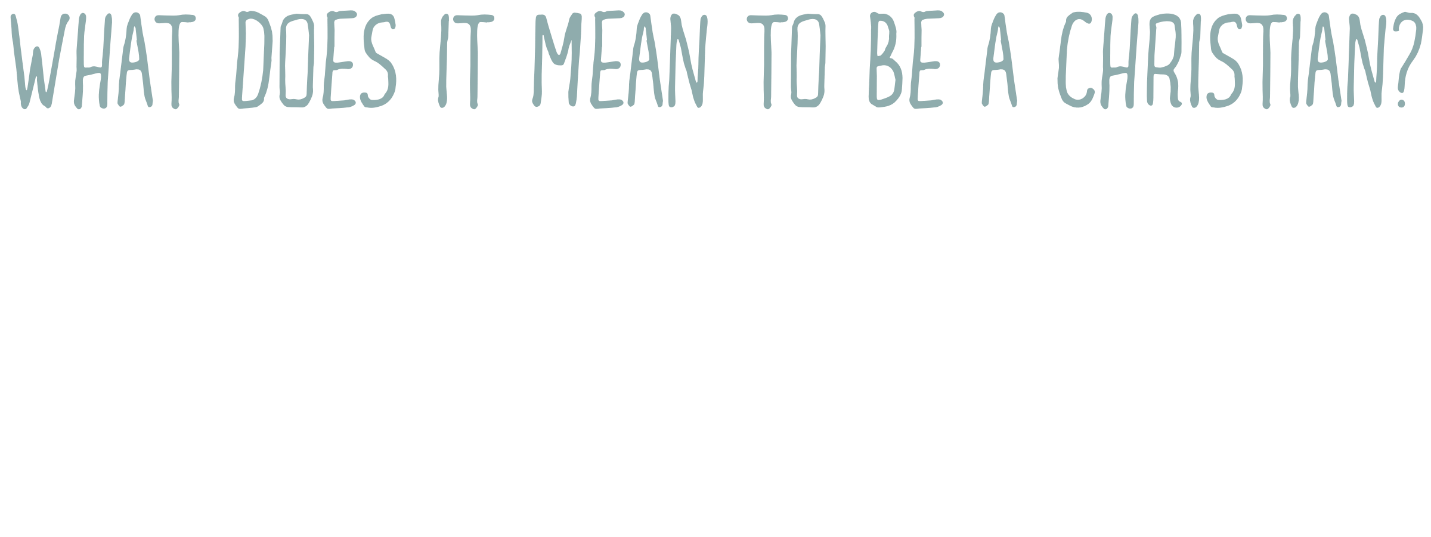 WHAT DOES IT MEAN TO BE A CHRISTIAN?